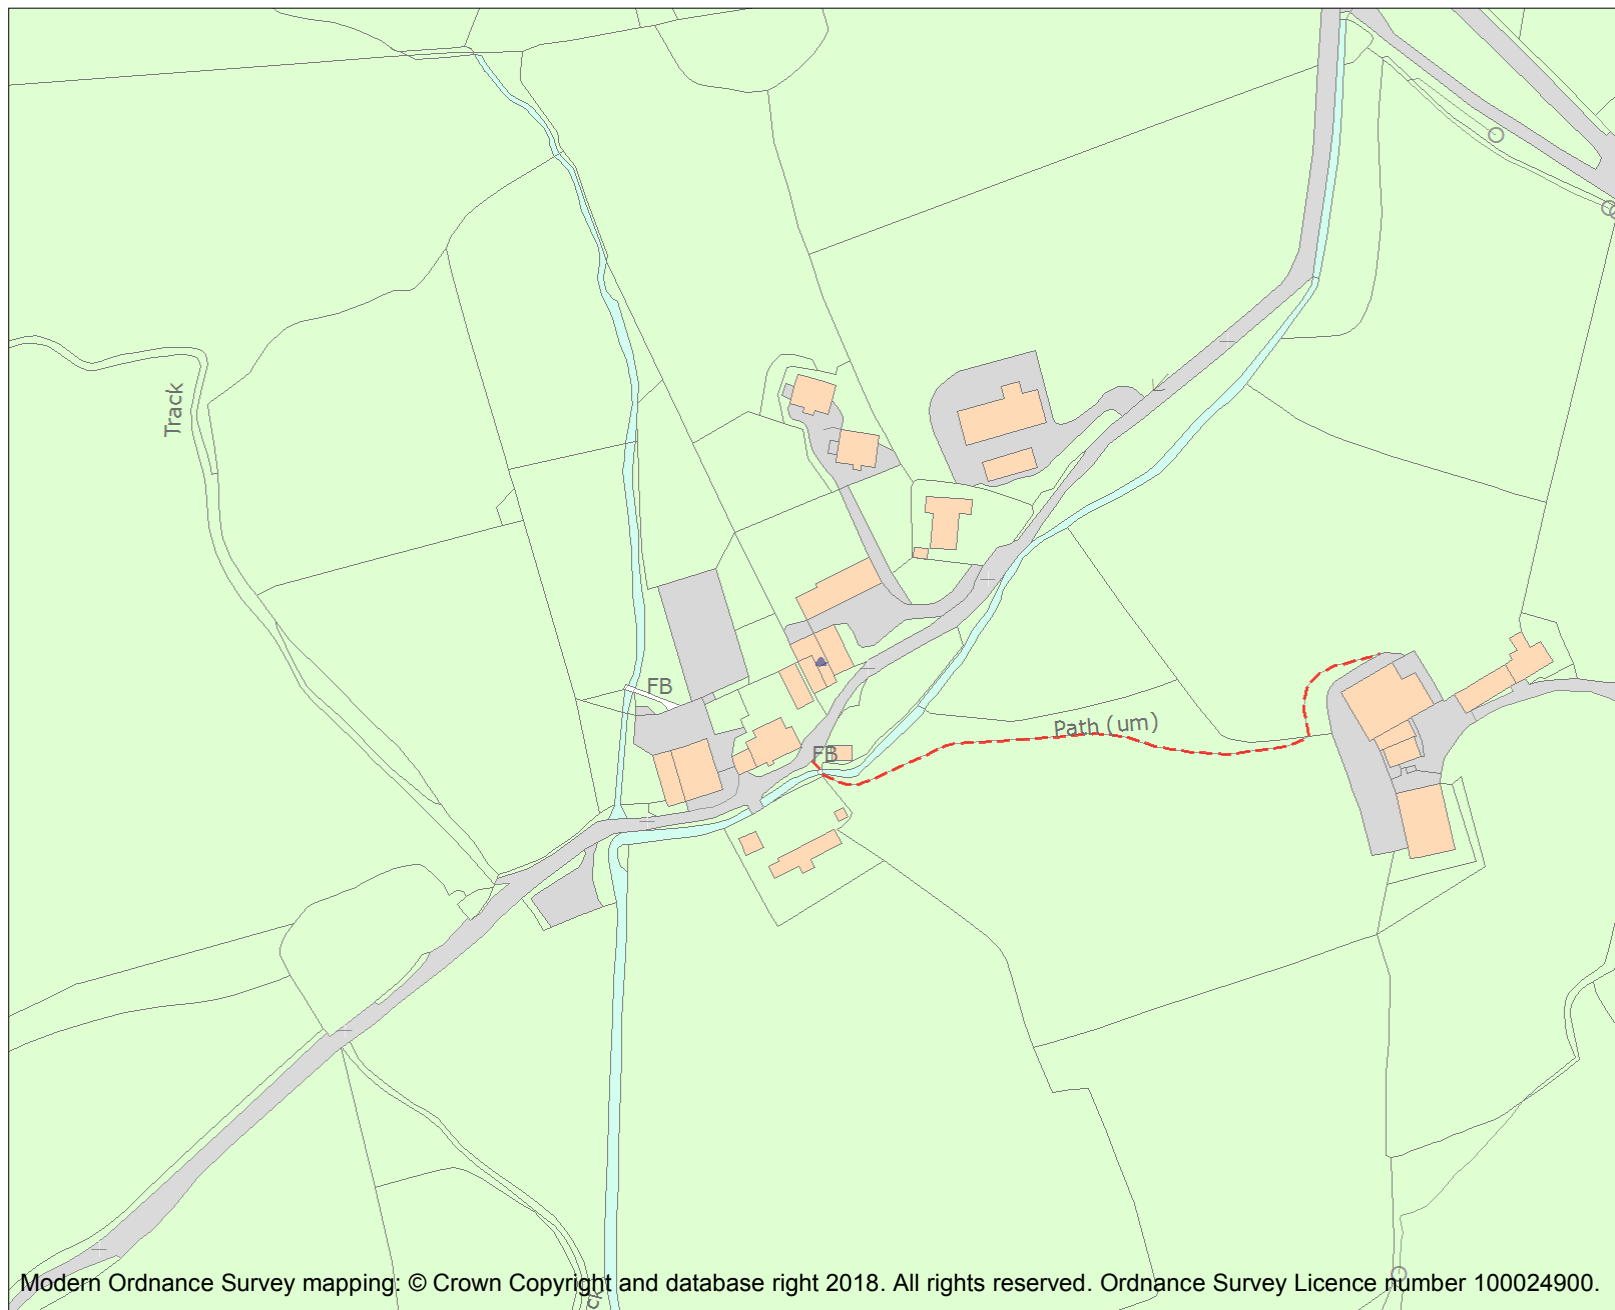 Track
FB
Path (um)
FB
Modern Ordnance Survey mapping: © Crown Copyright and database right 2018. All rights reserved. Ordnance Survey Licence number 100024900.